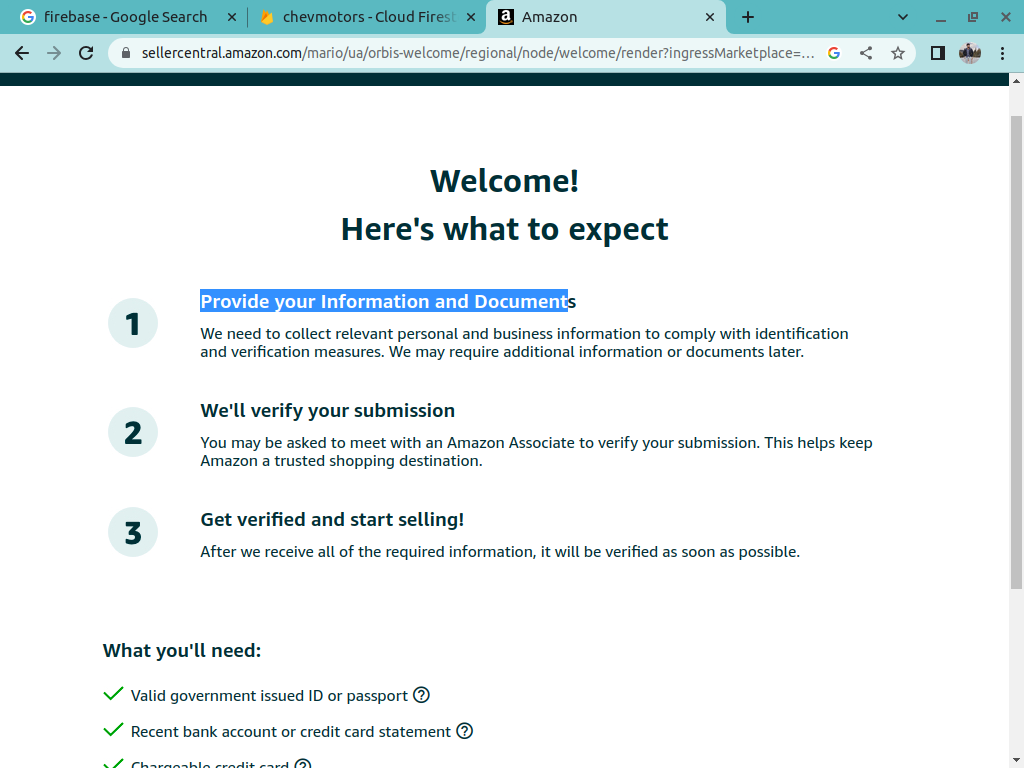 firebase - Google Search
chevmotors - Cloud Firest
Amazon
sellercentral.amazon.com/mario/ua/orbis-welcome/regional/node/welcome/render?ingressMarketplace=...
Welcome!
Here's what to expect
1
Provide your Information and Documents
We need to collect relevant personal and business information to comply with identification
and verification measures. We may require additional information or documents later.
2
We'll verify your submission
You may be asked to meet with an Amazon Associate to verify your submission. This helps keep
Amazon a trusted shopping destination.
3
Get verified and start selling!
After we receive all of the required information, it will be verified as soon as possible.
What you'll need:
Valid government issued ID or passport
Recent bank account or credit card statement
Chargeable credit card